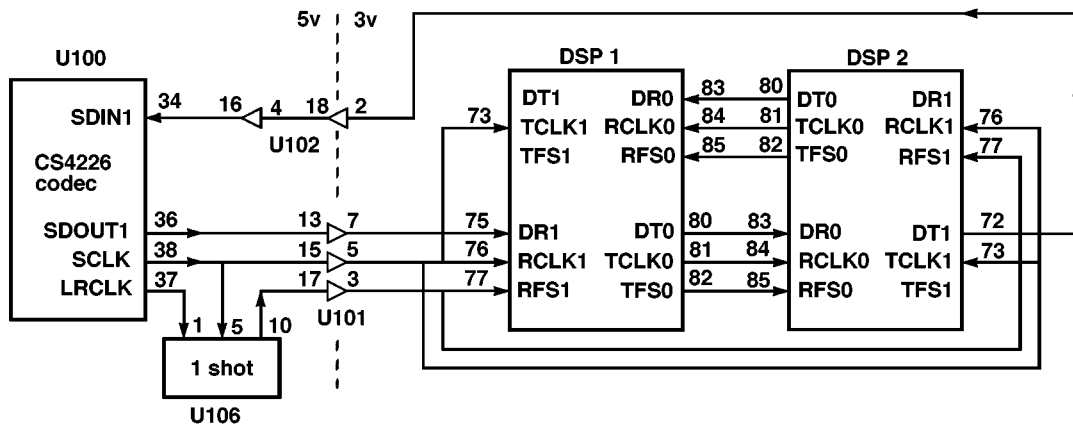 5v 3v
U100 DSP 1 DSP 2
34 16 4 18 2
SDIN1
U102
CS4226
codec
73 DT1 DR0 83 80 DT0 DR1
TCLK1 RCLK0 84 81 TCLK0 RCLK1 76
TFS1 RFS0 85 82 TFS0 RFS1 77
SDOUT1 36 13 7 75 DR1 DT0 80 83 DR0 DT1 72
SCLK 38 15 5 76 RCLK1 TCLK0 81 84 RCLK0 TCLK1 73
LRCLK 37 17 3 77 RFS1 TFS0 82 85 RFS0 TFS1
U101
1 5 10
1 shot
U106